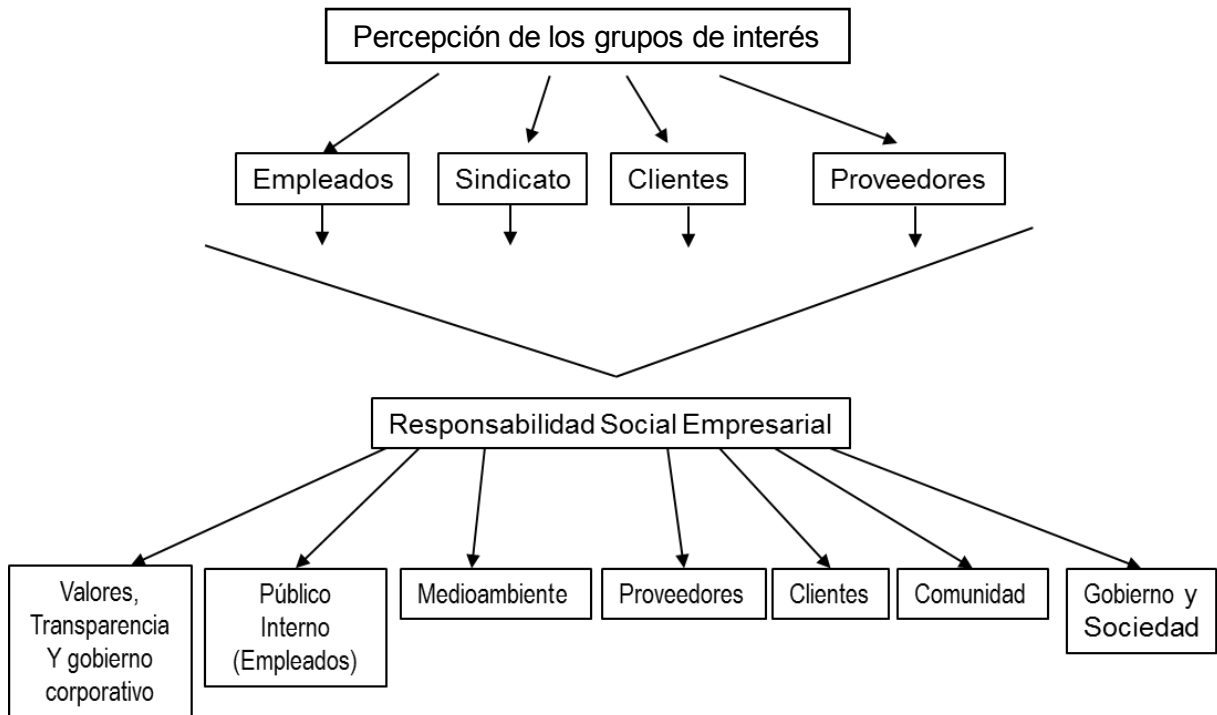 Percepción de los grupos de interés
Empleados
Sindicato
Clientes
Proveedores
Responsabilidad Social Empresarial
Valores,
Transparencia
Y gobierno
corporativo
Público
Interno
(Empleados)
Medioambiente
Proveedores
Clientes
Comunidad
Gobierno y
Sociedad